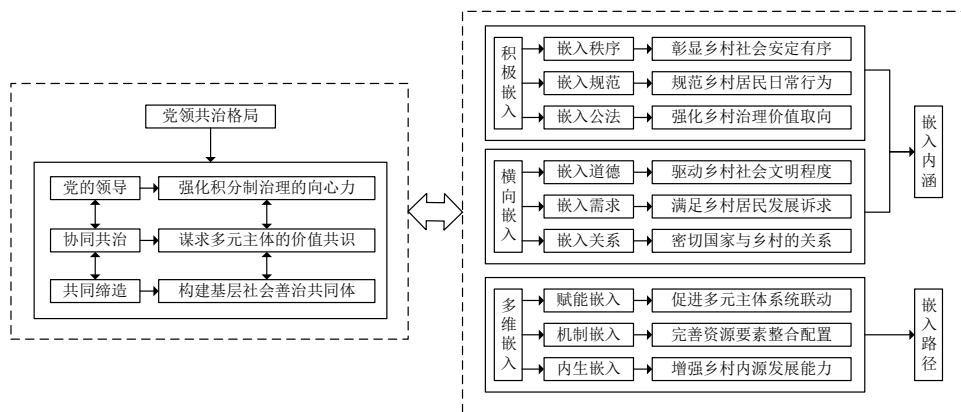 党领共治格局
党的领导
强化积分制治理的向心力
协同共治
谋求多元主体的价值共识
共同缔造
构建基层社会善治共同体
积极嵌入
嵌入秩序
彰显乡村社会安定有序
嵌入规范
规范乡村居民日常行为
嵌入公法
强化乡村治理价值取向
横向嵌入
嵌入道德
驱动乡村社会文明程度
嵌入需求
满足乡村居民发展诉求
嵌入关系
密切国家与乡村的关系
嵌入内涵
多维嵌入
赋能嵌入
促进多元主体系统联动
机制嵌入
完善资源要素整合配置
内生嵌入
增强乡村内源发展能力
嵌入路径